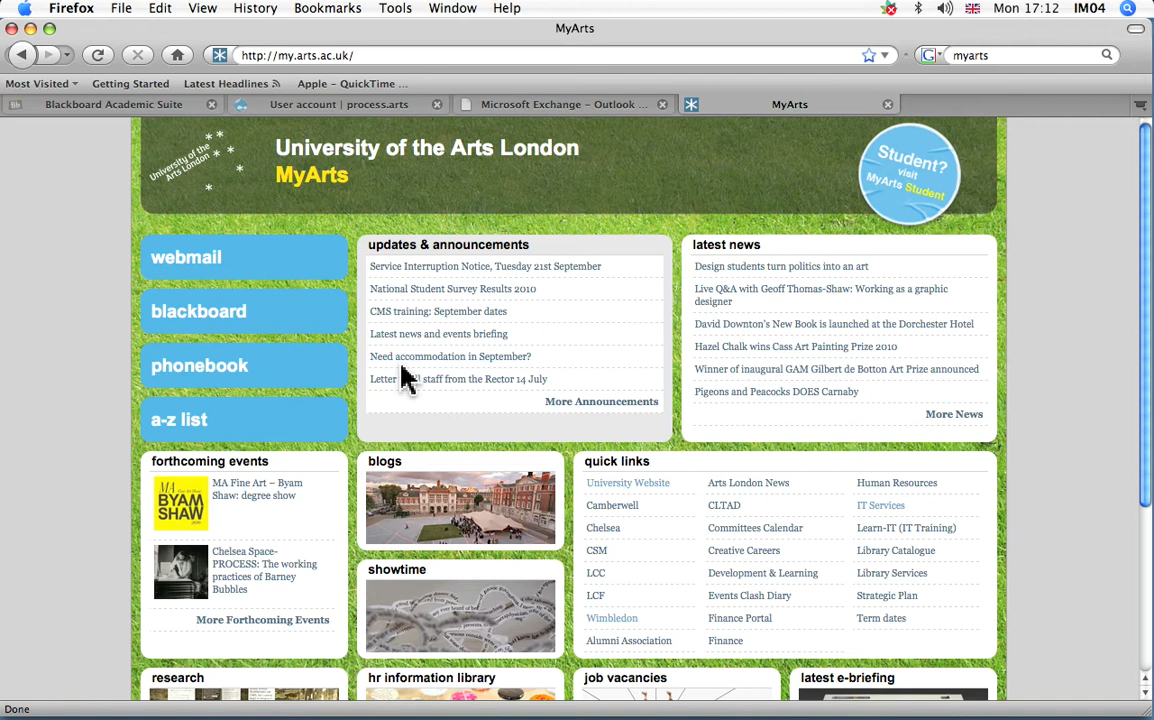 Firefox File Edit View History Bookmarks Tools Window Help
Mon 17:12 IM04
MyArts
http://my.arts.ac.uk/
myarts
Most Visited Getting Started Latest Headlines Apple - QuickTime ...
Blackboard Academic Suite
User account | process.arts
Microsoft Exchange - Outlook ...
MyArts
University of the
Arts London
University of the Arts London
MyArts
Student?
visit
MyArts Student
webmail
blackboard
phonebook
a-z list
updates & announcements
Service Interruption Notice, Tuesday 21st September
National Student Survey Results 2010
CMS training: September dates
Latest news and events briefing
Need accommodation in September?
Letter staff from the Rector 14 July
More Announcements
latest news
Design students turn politics into an art
Live Q&A with Geoff Thomas-Shaw: Working as a graphic
designer
David Downton's New Book is launched at the Dorchester Hotel
Hazel Chalk wins Cass Art Painting Prize 2010
Winner of inaugural GAM Gilbert de Botton Art Prize announced
Pigeons and Peacocks DOES Carnaby
More News
forthcoming events
MA
BYAM
SHAW
MA Fine Art – Byam
Shaw: degree show
Chelsea Space-
PROCESS: The working
practices of Barney
Bubbles
More Forthcoming Events
blogs
showtime
quick links
University Website
Camberwell
Chelsea
CSM
LCC
LCF
Wimbledon
Alumni Association
Arts London News
CLTAD
Committees Calendar
Creative Careers
Development & Learning
Events Clash Diary
Finance Portal
Finance
Human Resources
IT Services
Learn-IT (IT Training)
Library Catalogue
Library Services
Strategic Plan
Term dates
research
hr information library
job vacancies
latest e-briefing
Done